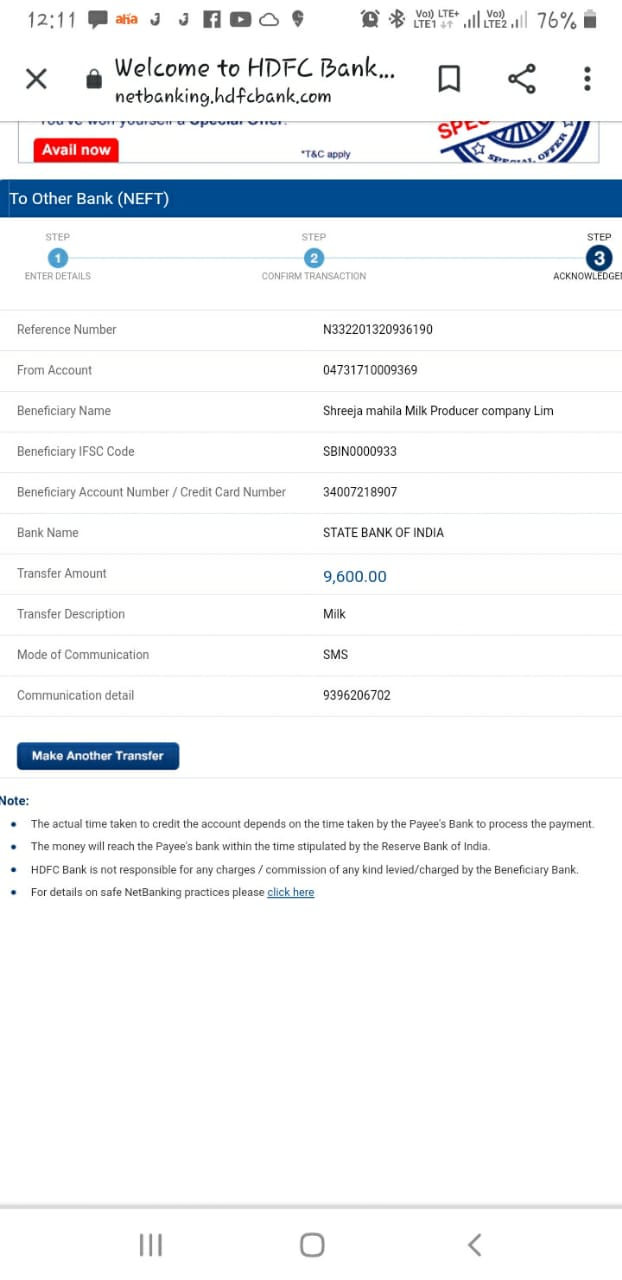 12:11 aha J J Vo)) LTE+ LTE1 Vo)) LTE2 76%
Welcome to HDFC Bank...
netbanking.hdfcbank.com
You've won yourself a Special Offer!
Avail now
*T&C apply
SPECIAL OFFER
To Other Bank (NEFT)
STEP STEP STEP
1 2 3
ENTER DETAILS CONFIRM TRANSACTION ACKNOWLEDGE
Reference Number N332201320936190
From Account 04731710009369
Beneficiary Name Shreeja mahila Milk Producer company Lim
Beneficiary IFSC Code SBIN0000933
Beneficiary Account Number / Credit Card Number 34007218907
Bank Name STATE BANK OF INDIA
Transfer Amount 9,600.00
Transfer Description Milk
Mode of Communication SMS
Communication detail 9396206702
Make Another Transfer
Note:
The actual time taken to credit the account depends on the time taken by the Payee's Bank to process the payment.
The money will reach the Payee's bank within the time stipulated by the Reserve Bank of India.
HDFC Bank is not responsible for any charges / commission of any kind levied/charged by the Beneficiary Bank.
For details on safe NetBanking practices please click here